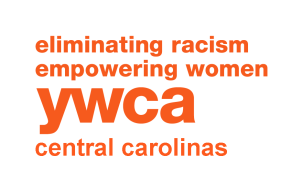 eliminating racism
empowering women
ywca
central carolinas